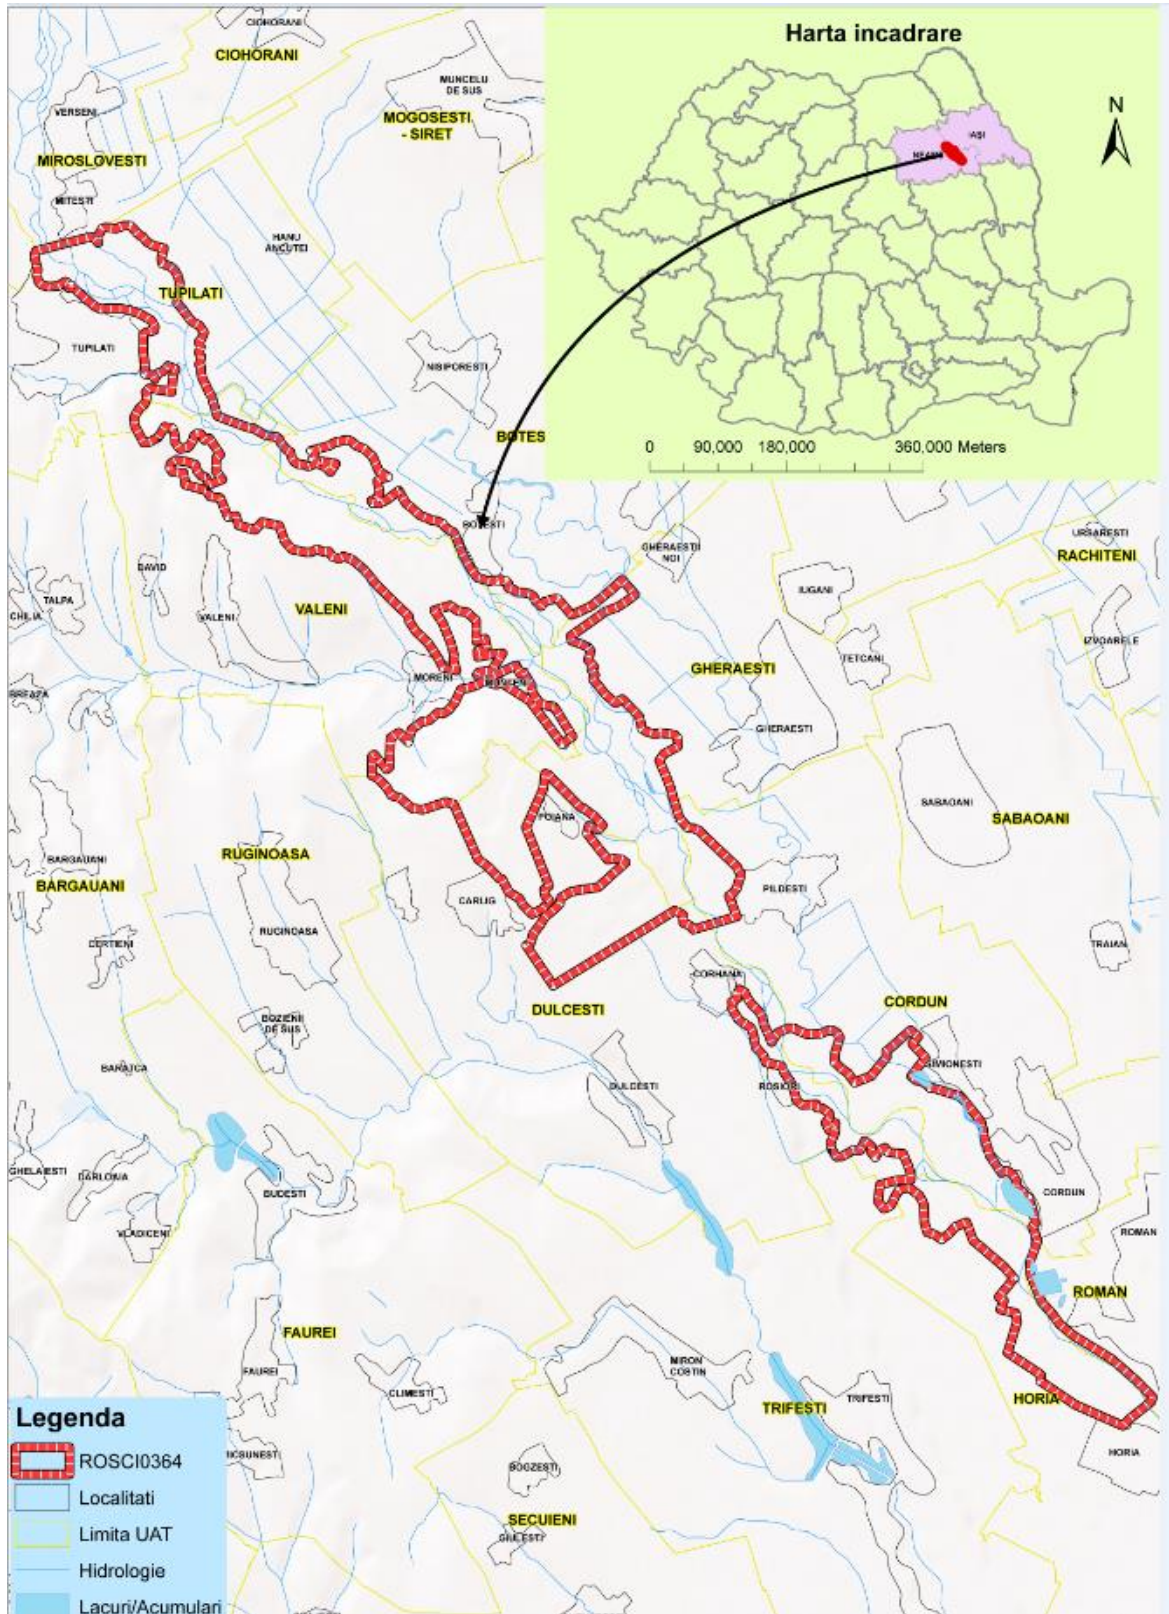 CIOHORANI
CIOHORANI
Harta incadrare
MUNCELU
DE SUS
N
VERSENI
MOGOSESTI
- SIRET
IAȘI
MIROSLOVESTI
MITESTI
HANU
ANCUTEI
TUPILATI
TUPILATI
NISIPORESTI
BOTES
0 90,000 180,000 360,000 Meters
URSARESTI
GHERAESTII
NOI
RACHITENI
DAVID
IUGANI
TALPA
CHILIA
VALENI
VALENI
IZVOARELE
TETCANI
GHERAESTI
MORENI
BREAZA
GHERAESTI
SABAOANI
POIANA
SABAOANI
RUGINOASA
BARGAUANI
BARGAUANI
PILDESTI
CARLIG
RUGINOASA
CERTIENI
TRAIAN
CORHANA
CORDUN
DULCESTI
BOZIENII
DE SUS
SIMIONESTI
BARATCA
DULCESTI
ROSIORI
GHELAIESTI
BUDESTI
CORDUN
VLADICENI
ROMAN
ROMAN
FAUREI
MIRON
COSTIN
FAUREI
CLIMESTI
TRIFESTI
HORIA
TRIFESTI
Legenda
HORIA
ROSCI0364
BOGZESTI
Localitati
SECUIENI
GIULESTI
Limita UAT
Hidrologie
Lacuri/Acumulari